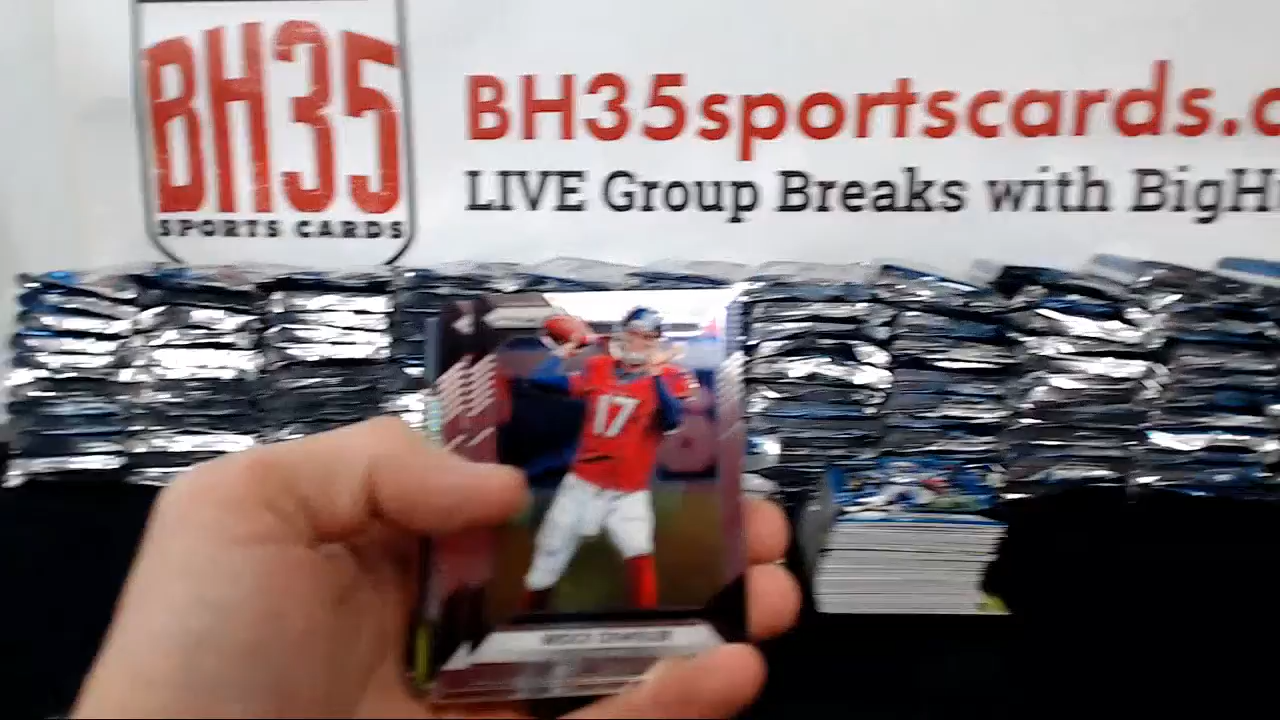 BH35
SPORTS CARDS
BH35sportscards.
LIVE Group Breaks with BigH
17